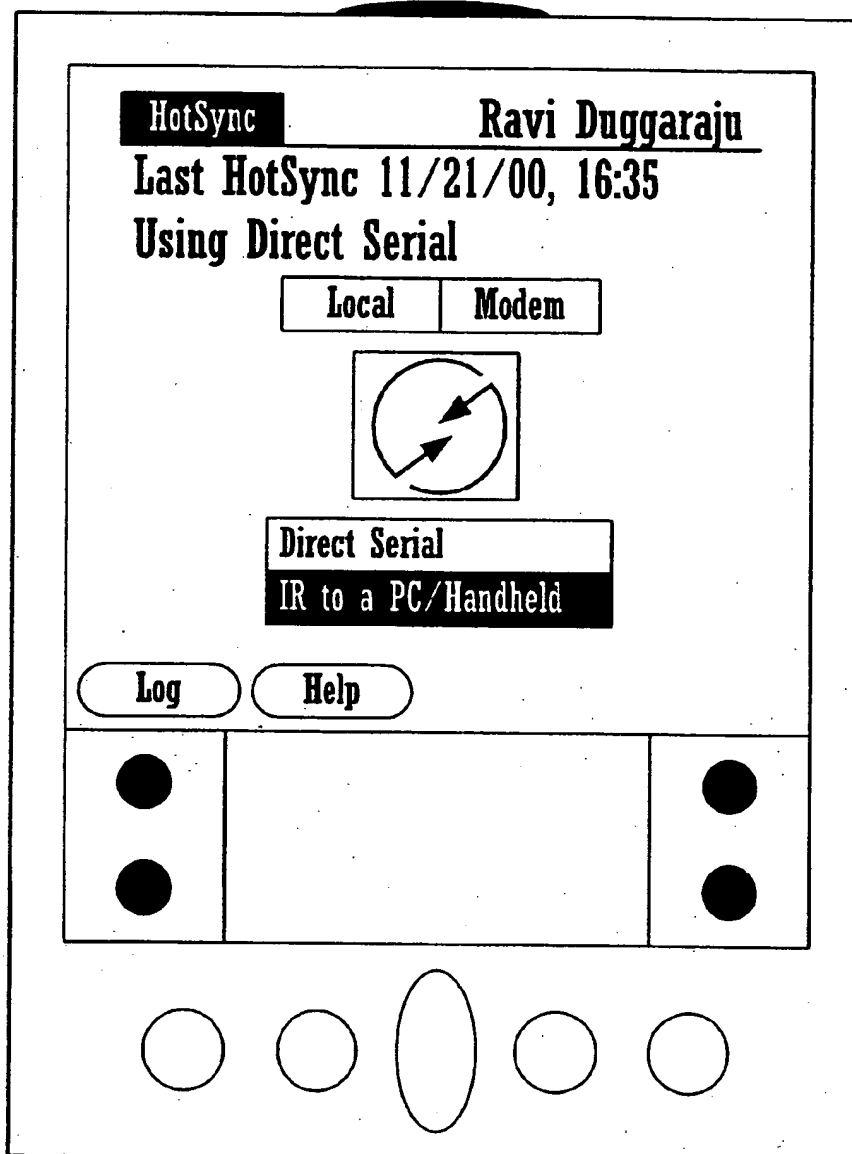 HotSync Ravi Duggaraju
Last HotSync 11/21/00, 16:35
Using Direct Serial
Local Modem
Direct Serial
IR to a PC/Handheld
Log Help